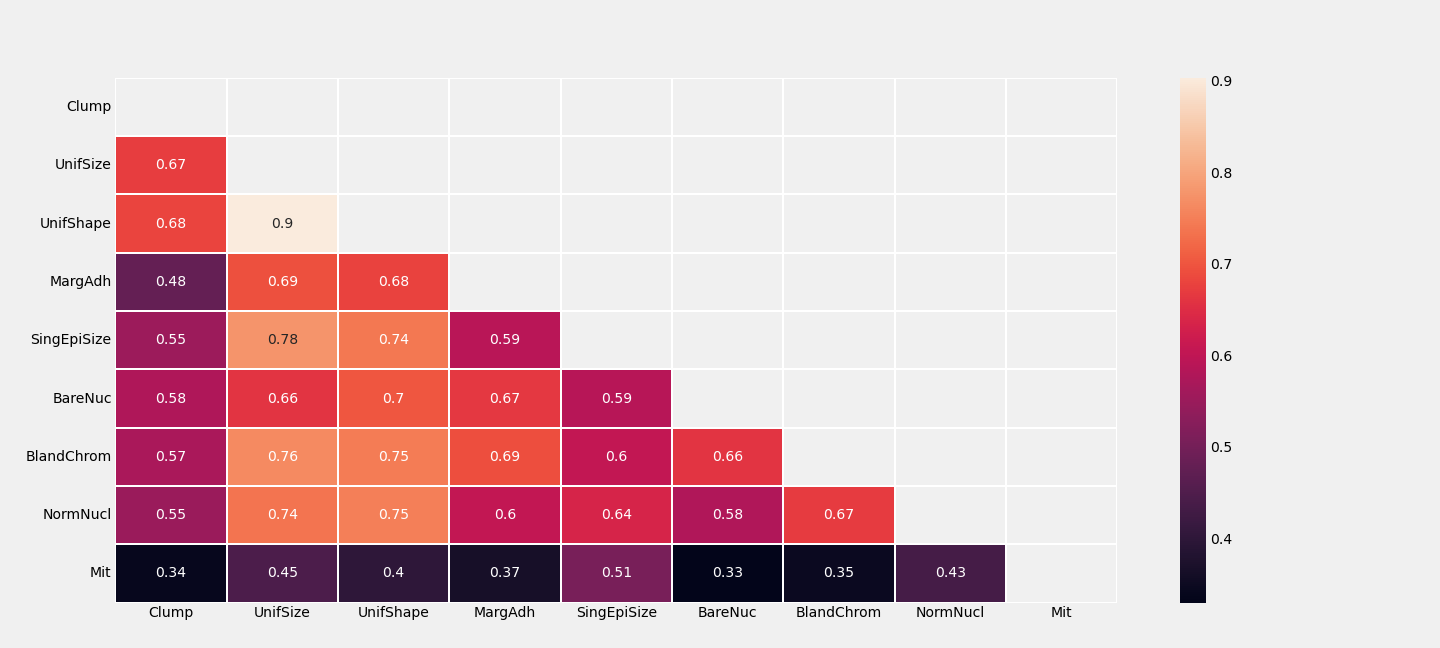 Clump
UnifSize 0.67
UnifShape 0.68 0.9
MargAdh 0.48 0.69 0.68
SingEpiSize 0.55 0.78 0.74 0.59
BareNuc 0.58 0.66 0.7 0.67 0.59
BlandChrom 0.57 0.76 0.75 0.69 0.6 0.66
NormNucl 0.55 0.74 0.75 0.6 0.64 0.58 0.67
Mit 0.34 0.45 0.4 0.37 0.51 0.33 0.35 0.43
Clump UnifSize UnifShape MargAdh SingEpiSize BareNuc BlandChrom NormNucl Mit
0.9
0.8
0.7
0.6
0.5
0.4